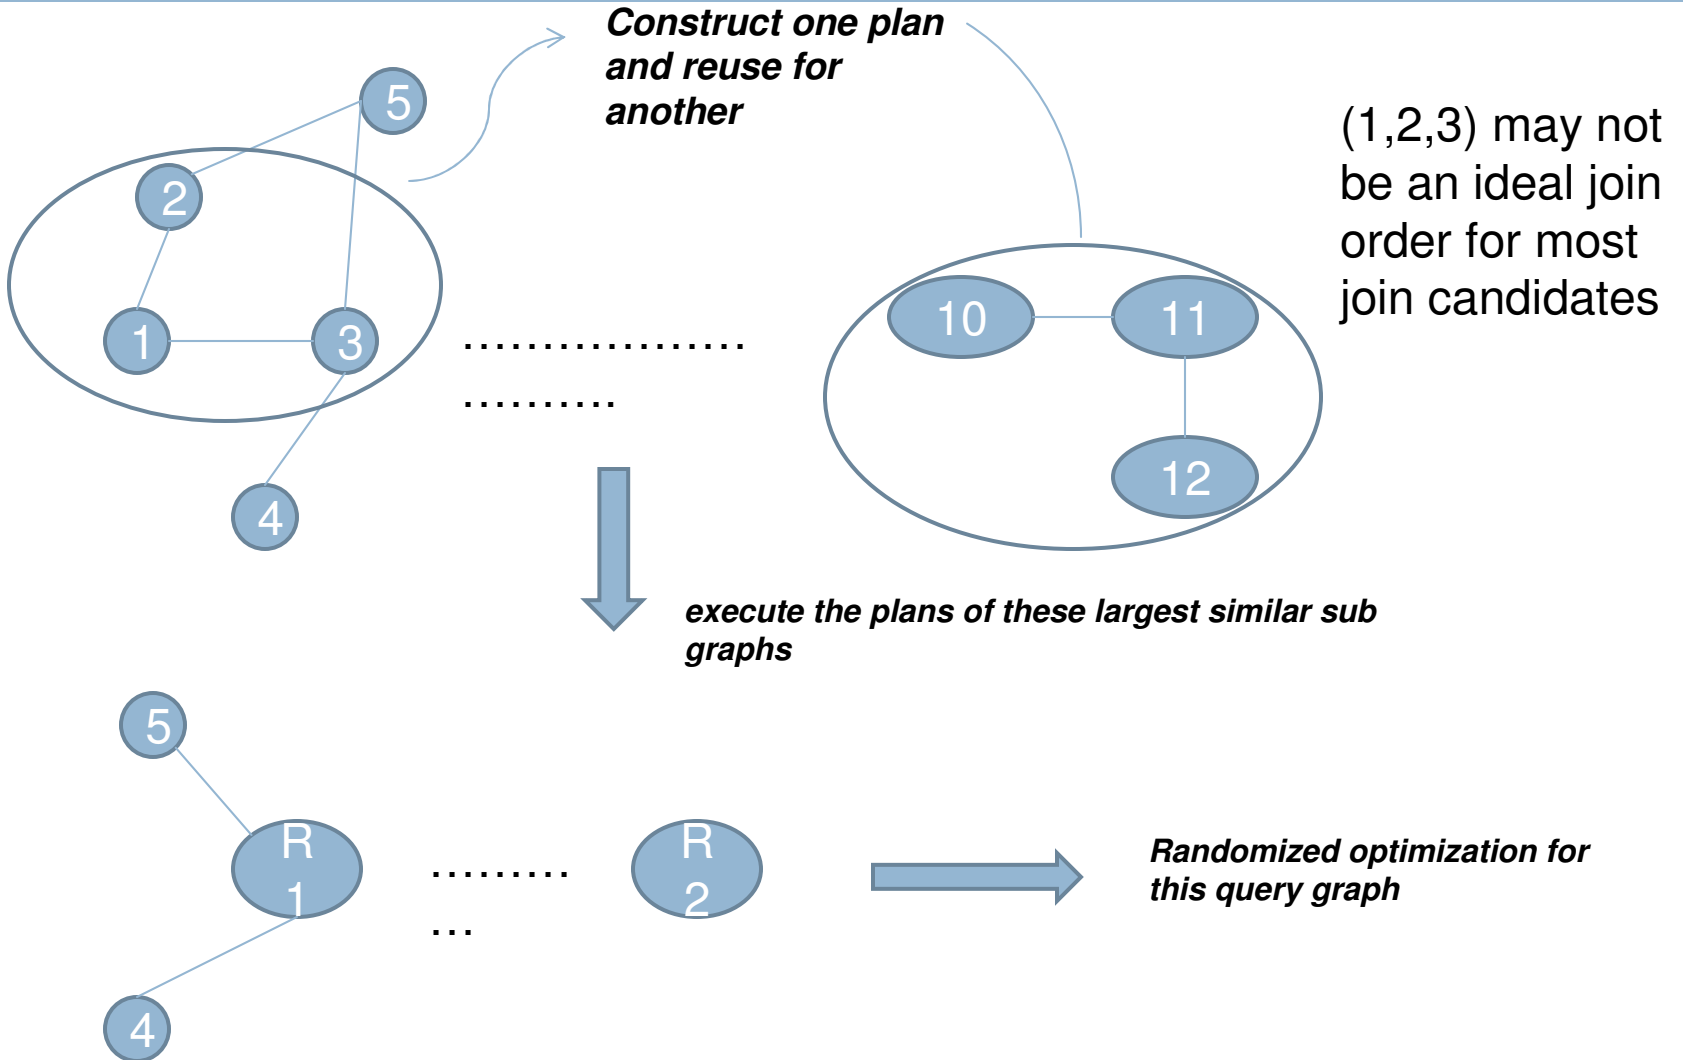 Construct one plan
and reuse for
another
5
2
1
3
4
..................
..........
10
11
12
(1,2,3) may not
be an ideal join
order for most
join candidates
execute the plans of these largest similar sub
graphs
5
R
1
4
.........
...
R
2
Randomized optimization for
this query graph